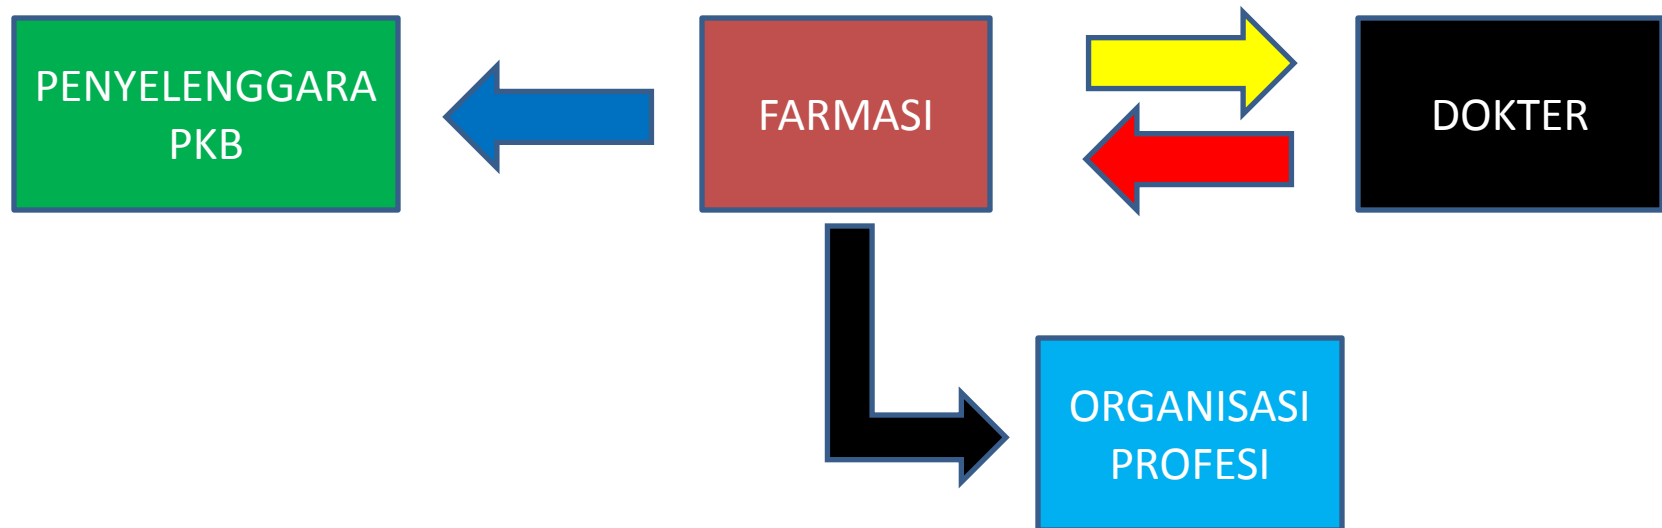 PENYELENGGARA
PKB
FARMASI
DOKTER
ORGANISASI
PROFESI